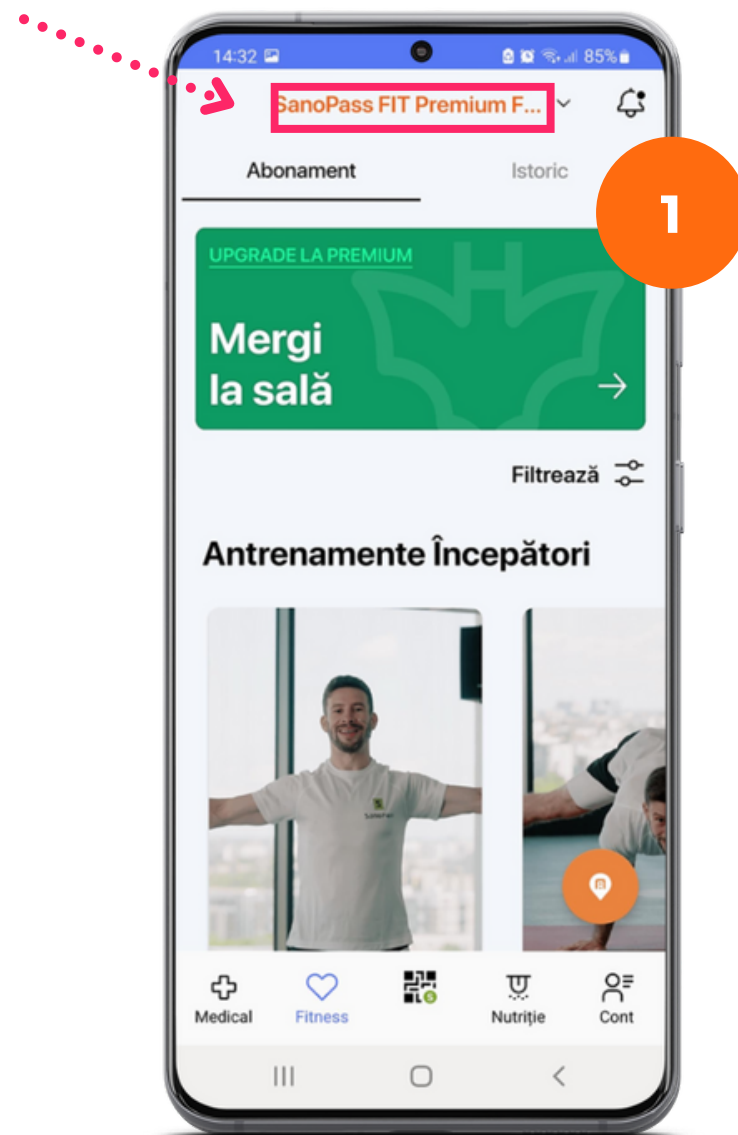 14:32 85%
SanoPass FIT Premium F...
Abonament Istoric
1
UPGRADE LA PREMIUM
Mergi
la sală
Filtrează
Antrenamente Începători
Medical Fitness Nutriție Cont